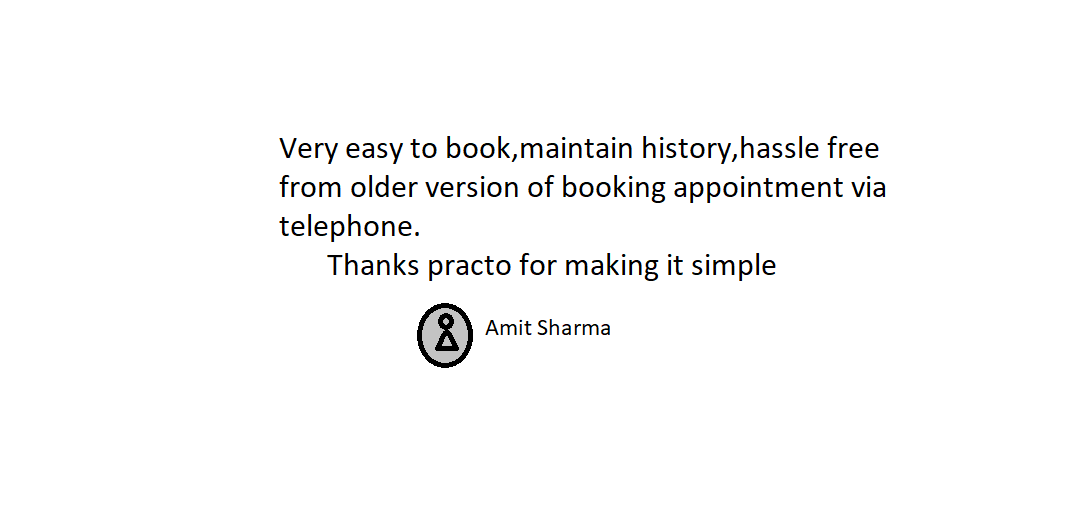 Very easy to book,maintain history,hassle free
from older version of booking appointment via
telephone.
Thanks practo for making it simple
Amit Sharma